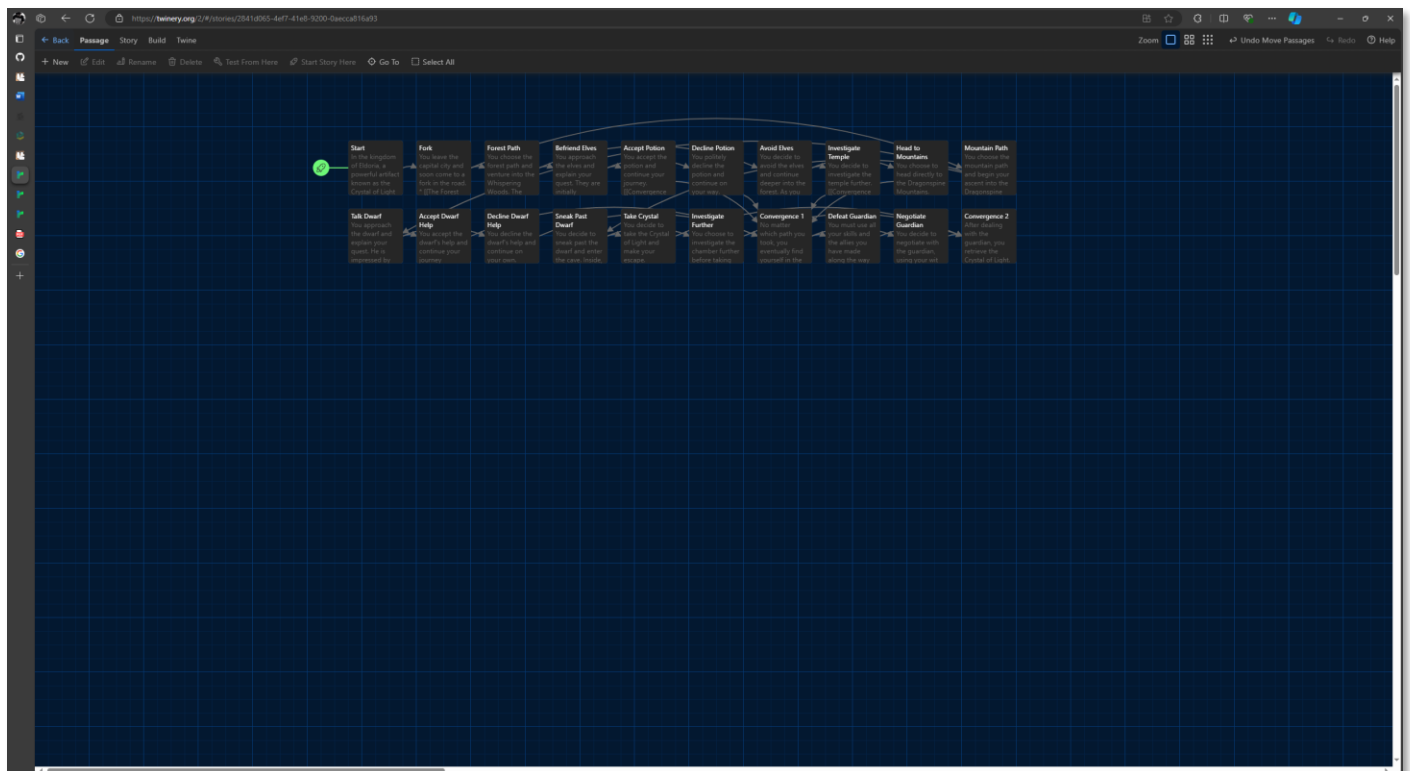 https://twinery.org/2/#/stories/2841d065-4ef7-41e8-9200-0aecca816a93
Back Passage Story Build Twine
Zoom Undo Move Passages Redo Help
+ New Edit Rename Delete Test From Here Start Story Here Go To Select All
Start
In the kingdom
of Eldoria, a
powerful artifact
known as the
Crystal of Light
Fork
You leave the
capital city and
soon come to a
fork in the road.
* [[The Forest
Forest Path
You choose the
forest path and
venture into the
Whispering
Woods. The
Befriend Elves
You approach
the elves and
explain your
quest. They are
initially
Accept Potion
You accept the
potion and
continue your
journey.
[[Convergence
Decline Potion
You politely
decline the
potion and
continue on
your way.
Avoid Elves
You decide to
avoid the elves
and continue
deeper into the
forest. As you
Investigate
Temple
You decide to
investigate the
temple further.
[[Convergence
Head to
Mountains
You choose to
head directly to
the Dragonspine
Mountains.
Mountain Path
You choose the
mountain path
and begin your
ascent into the
Dragonspine
Talk Dwarf
You approach
the dwarf and
explain your
quest. He is
impressed by
Accept Dwarf
Help
You accept the
dwarf's help and
continue your
journey
Decline Dwarf
Help
You decline the
dwarf's help and
continue on
your own.
Sneak Past
Dwarf
You decide to
sneak past the
dwarf and enter
the cave. Inside,
Take Crystal
You decide to
take the Crystal
of Light and
make your
escape.
Investigate
Further
You choose to
investigate the
chamber further
before taking
Convergence 1
No matter
which path you
took, you
eventually find
yourself in the
Defeat Guardian
You must use all
your skills and
the allies you
have made
along the way
Negotiate
Guardian
You decide to
negotiate with
the guardian,
using your wit
Convergence 2
After dealing
with the
guardian, you
retrieve the
Crystal of Light.